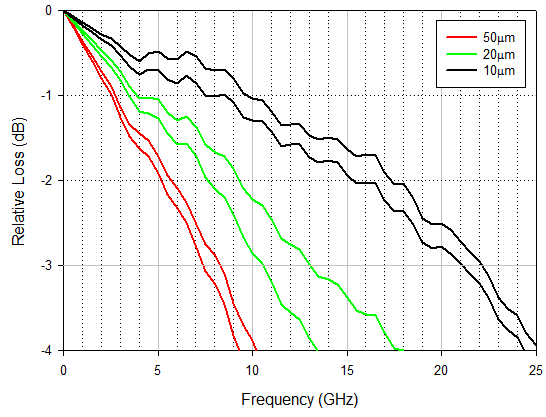 0
-1
-2
-3
-4
Relative Loss (dB)
50μm
20μm
10μm
0 5 10 15 20 25
Frequency (GHz)